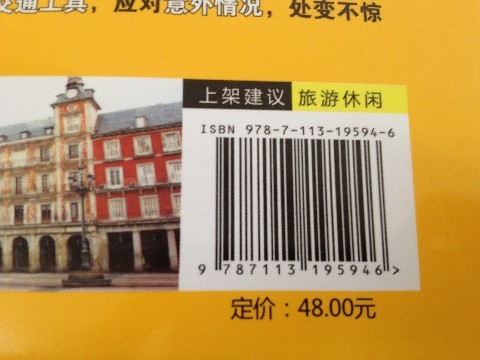 交通工具，应对意外情况，处变不惊
上架建议 旅游休闲
ISBN 978-7-113-19594-6
9 787113 195946 >
定价：48.00元